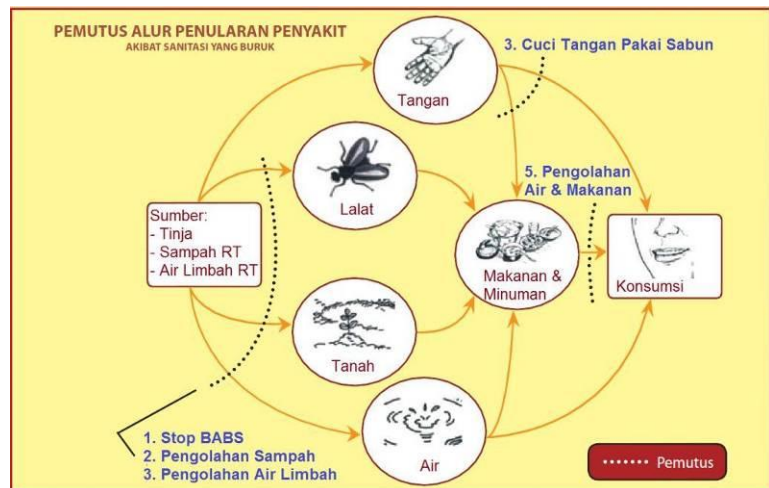 PEMUTUS ALUR PENULARAN PENYAKIT
AKIBAT SANITASI YANG BURUK
3. Cuci Tangan Pakai Sabun
Tangan
Lalat
5. Pengolahan
Air & Makanan
Sumber:
- Tinja
- Sampah RT
- Air Limbah RT
Makanan &
Minuman
Konsumsi
Tanah
Air
1. Stop BABS
2. Pengolahan Sampah
3. Pengolahan Air Limbah
Pemutus